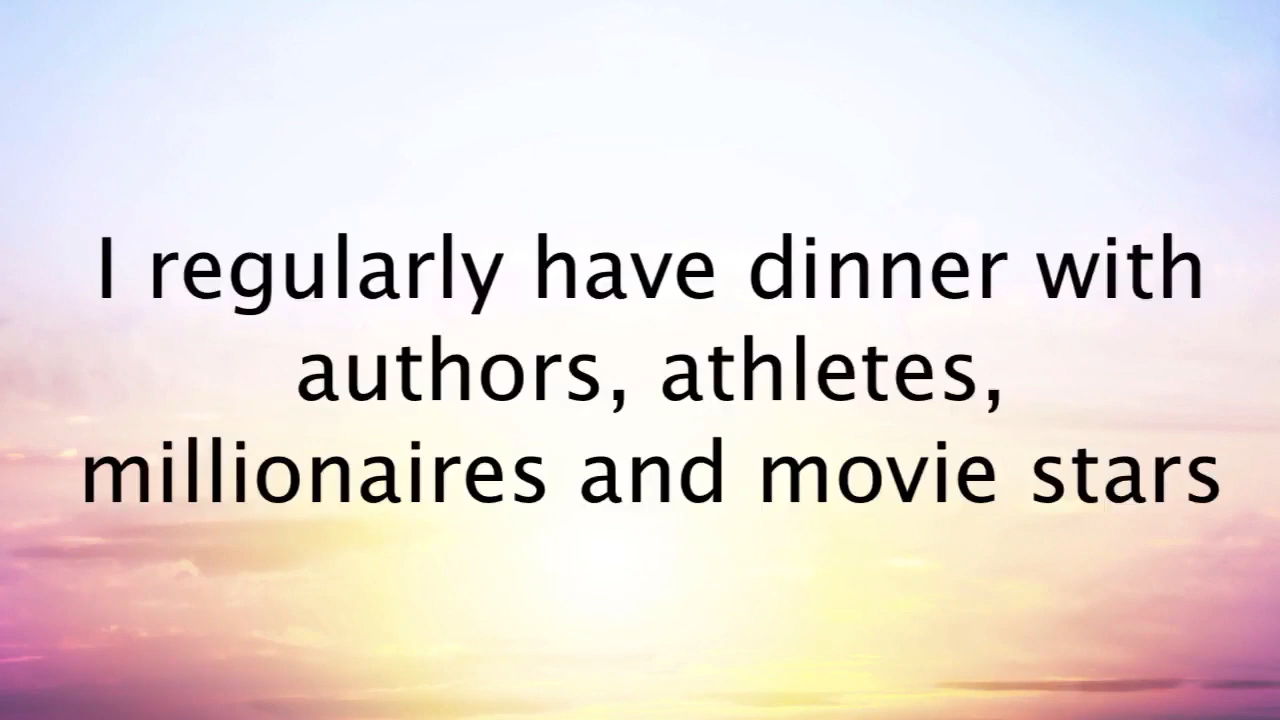 I regularly have dinner with
authors, athletes,
millionaires and movie stars